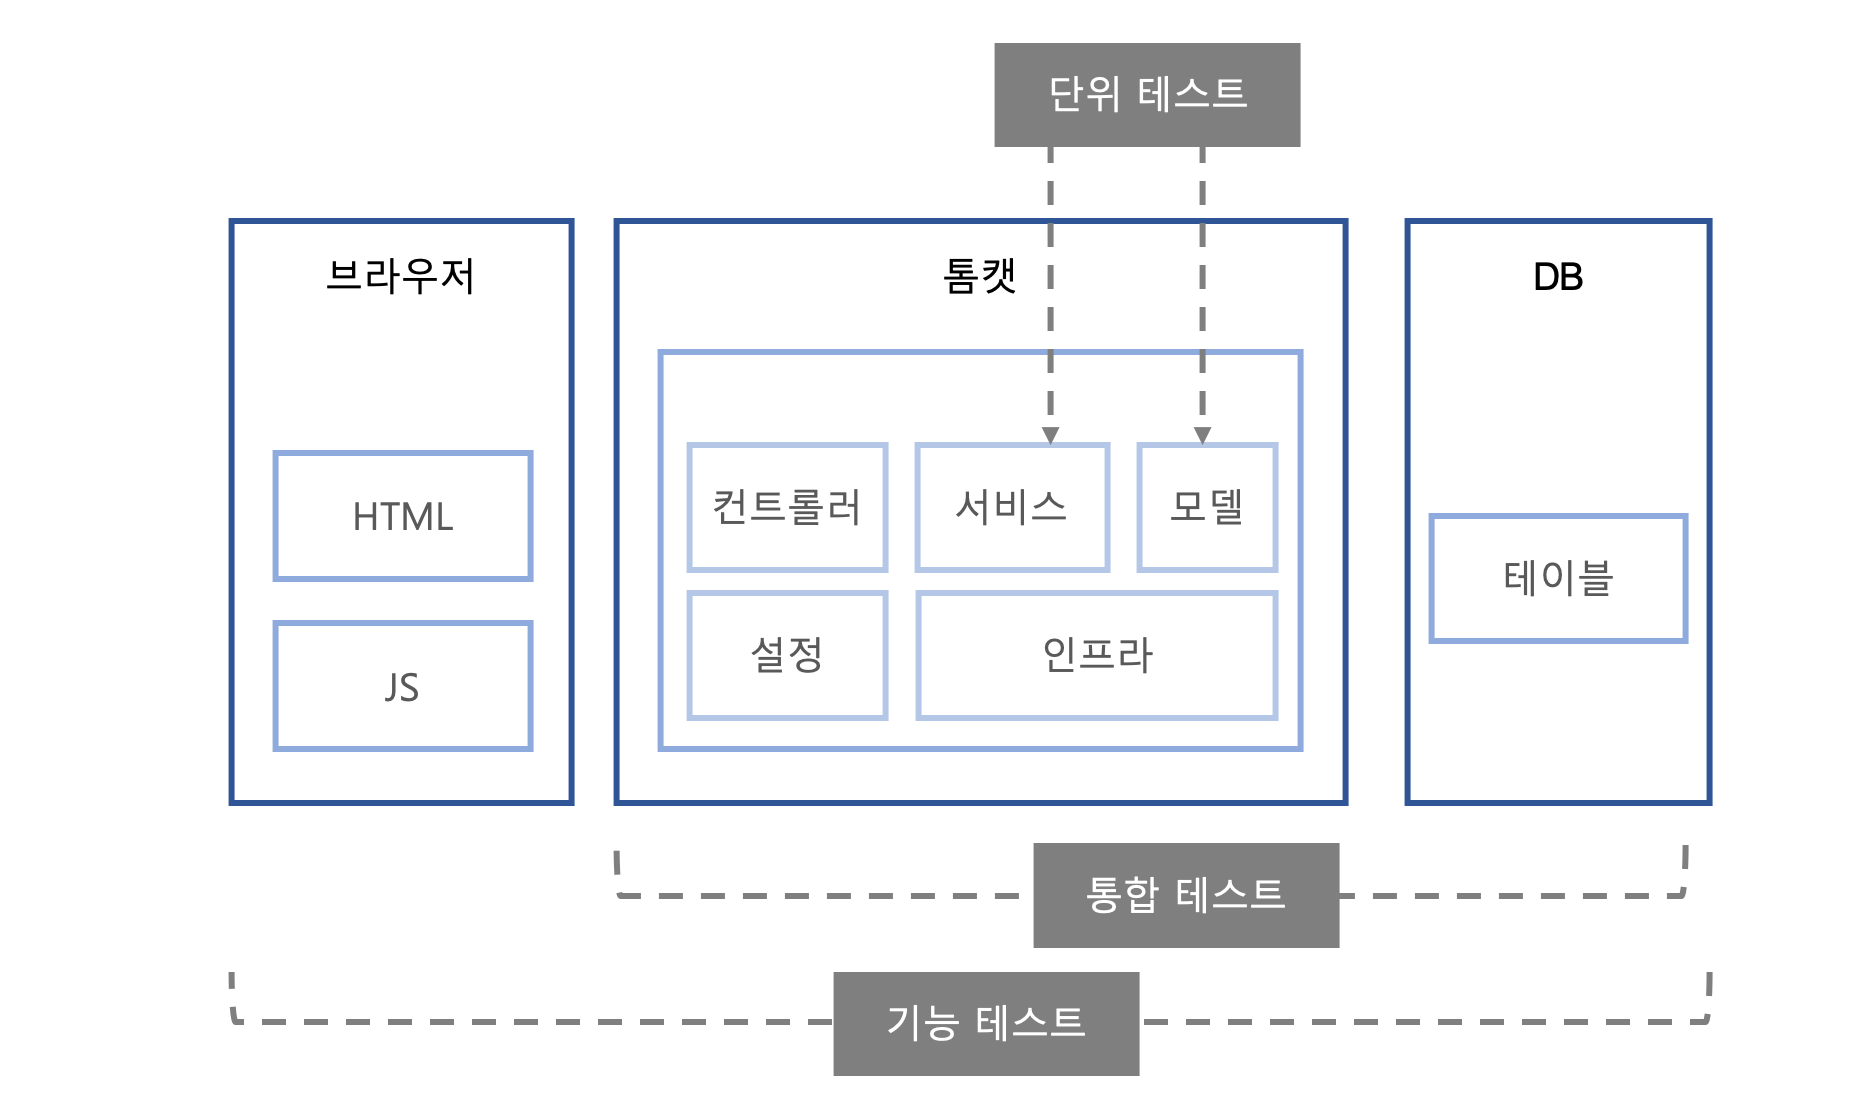 단위 테스트
브라우저
톰캣
DB
HTML
JS
컨트롤러
서비스
모델
설정
인프라
테이블
통합 테스트
기능 테스트